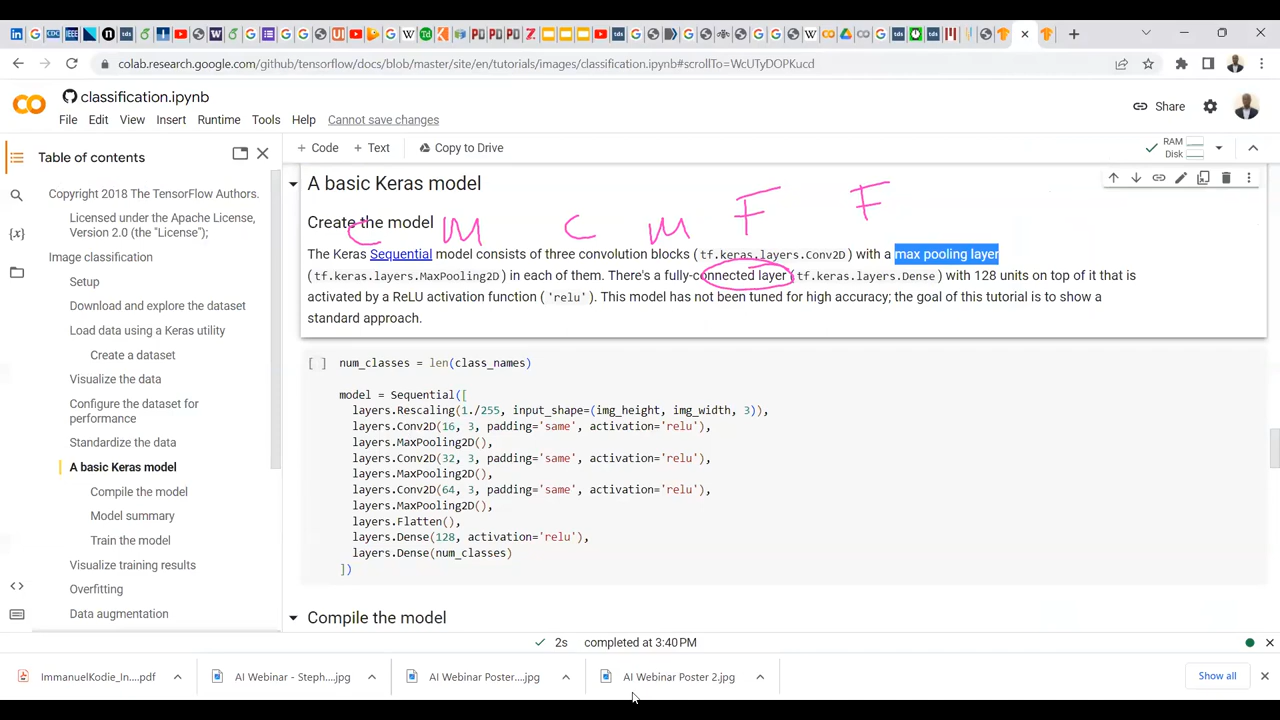 colab.research.google.com/github/tensorflow/docs/blob/master/site/en/tutorials/images/classification.ipynb#scrollTo=WcUTyDOPKucd
classification.ipynb
File Edit View Insert Runtime Tools Help Cannot save changes
Share
+ Code + Text Copy to Drive
RAM
Disk
Table of contents
Copyright 2018 The TensorFlow Authors.
Licensed under the Apache License,
Version 2.0 (the "License");
Image classification
Setup
Download and explore the dataset
Load data using a Keras utility
Create a dataset
Visualize the data
Configure the dataset for
performance
Standardize the data
A basic Keras model
Compile the model
Model summary
Train the model
Visualize training results
Overfitting
Data augmentation
A basic Keras model
C M C M F F
Create the model
The Keras Sequential model consists of three convolution blocks (tf.keras.layers.Conv2D) with a max pooling layer
(tf.keras.layers.MaxPooling2D) in each of them. There's a fully-connected layer (tf.keras.layers.Dense) with 128 units on top of it that is
activated by a ReLU activation function ('relu'). This model has not been tuned for high accuracy; the goal of this tutorial is to show a
standard approach.
[ ] num_classes = len(class_names)
model = Sequential([
layers.Rescaling(1./255, input_shape=(img_height, img_width, 3)),
layers.Conv2D(16, 3, padding='same', activation='relu'),
layers.MaxPooling2D(),
layers.Conv2D(32, 3, padding='same', activation='relu'),
layers.MaxPooling2D(),
layers.Conv2D(64, 3, padding='same', activation='relu'),
layers.MaxPooling2D(),
layers.Flatten(),
layers.Dense(128, activation='relu'),
layers.Dense(num_classes)
])
Compile the model
2s completed at 3:40 PM
ImmanuelKodie_In....pdf
AI Webinar - Steph....jpg
AI Webinar Poster....jpg
AI Webinar Poster 2.jpg
Show all